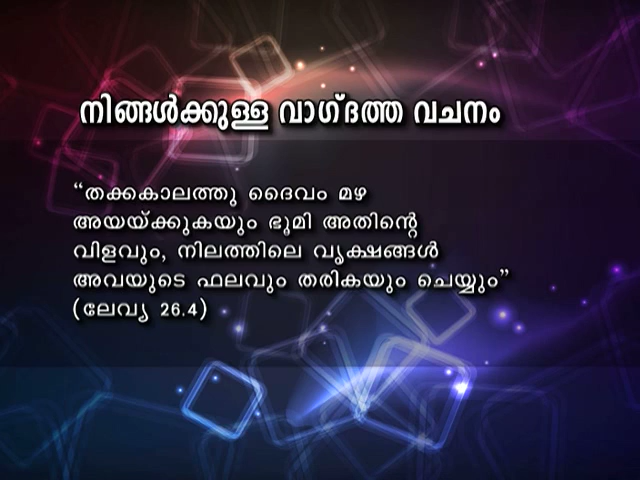 നിങ്ങൾക്കുള്ള വാഗ്ദത്ത വചനം
“തക്കകാലത്തു ദൈവം മഴ
അയയ്ക്കുകയും ഭൂമി അതിന്റെ
വിളവും, നിലത്തിലെ വൃക്ഷങ്ങൾ
അവയുടെ ഫലവും തരികയും ചെയ്യും”
(ലേവ്യ 26.4)